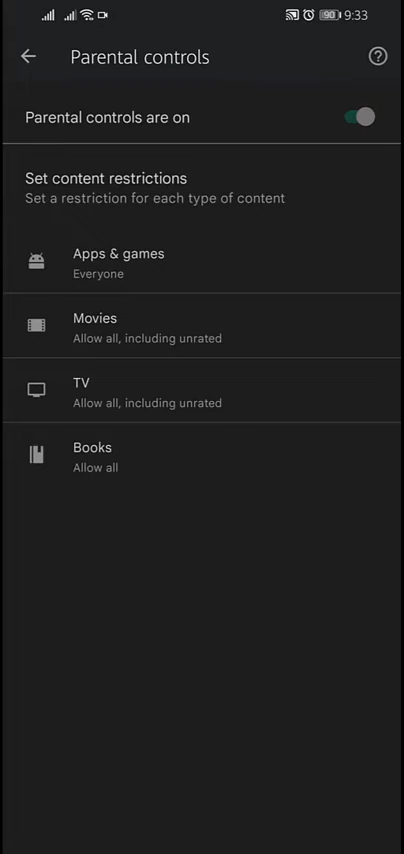 90 9:33
Parental controls
Parental controls are on
Set content restrictions
Set a restriction for each type of content
Apps & games
Everyone
Movies
Allow all, including unrated
TV
Allow all, including unrated
Books
Allow all